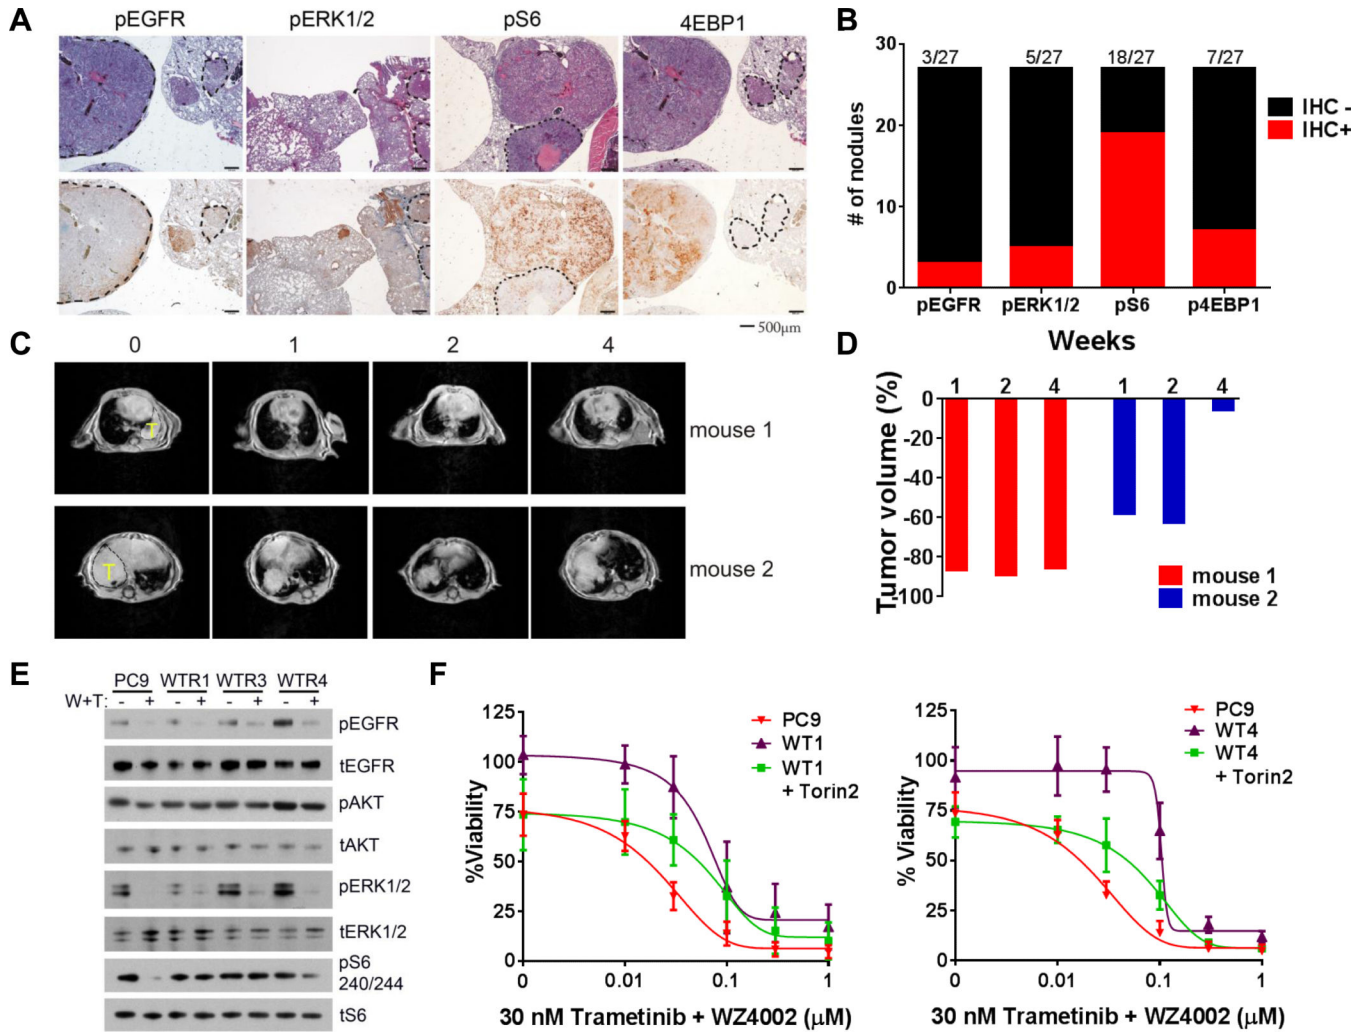 A
pEGFR
pERK1/2
pS6
4EBP1
500µm
B
30
20
10
0
# of nodules
3/27
5/27
18/27
7/27
IHC -
IHC+
pEGFR
pERK1/2
pS6
p4EBP1
C
0
1
2
4
T
mouse 1
T
mouse 2
D
Weeks
1
2
4
1
2
4
Tumor volume (%)
0
-20
-40
-60
-80
-100
mouse 1
mouse 2
E
PC9
WTR1
WTR3
WTR4
W+T:
-
+
-
+
-
+
-
+
pEGFR
tEGFR
pAKT
tAKT
pERK1/2
tERK1/2
pS6
240/244
tS6
F
%Viability
125
100
75
50
25
0
PC9
WT1
WT1
+ Torin2
0
0.01
0.1
1
30 nM Trametinib + WZ4002 (µM)
% Viability
125
100
75
50
25
0
PC9
WT4
WT4
+ Torin2
0
0.01
0.1
1
30 nM Trametinib + WZ4002 (µM)